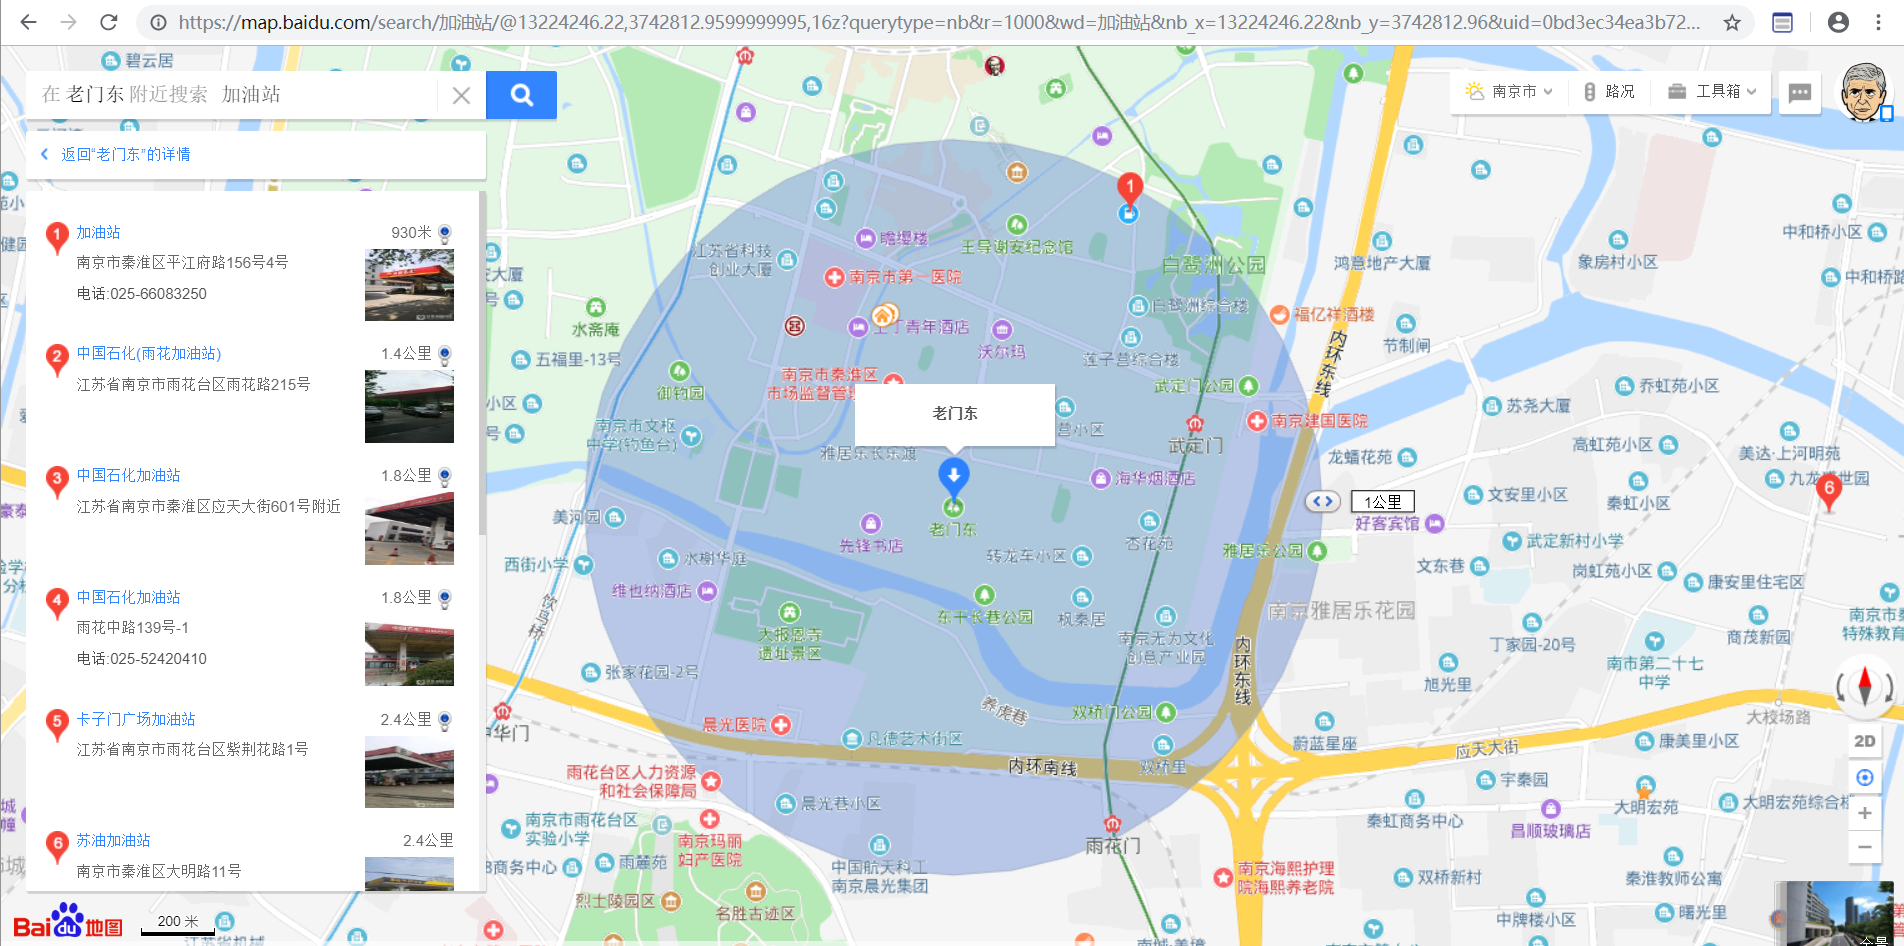 https://map.baidu.com/search/加油站/@13224246.22,3742812.9599999995,16z?querytype=nb&r=1000&wd=加油站&nb_x=13224246.22&nb_y=3742812.96&uid=0bd3ec34ea3b72...
在 老门东 附近搜索 加油站
南京市
路况
工具箱
返回“老门东”的详情
1
加油站
930米
南京市秦淮区平江府路156号4号
电话:025-66083250
2
中国石化(雨花加油站)
1.4公里
江苏省南京市雨花台区雨花路215号
3
中国石化加油站
1.8公里
江苏省南京市秦淮区应天大街601号附近
4
中国石化加油站
1.8公里
雨花中路139号-1
电话:025-52420410
5
卡子门广场加油站
2.4公里
江苏省南京市雨花台区紫荆花路1号
6
苏油加油站
2.4公里
南京市秦淮区大明路11号
Bai du 地图
200 米
碧云居
1
瞻缨楼
王导谢安纪念馆
江苏省科技
创业大厦
白鹭洲公园
鸿意地产大厦
象房村小区
中和桥小区
南京市第一医院
水斋庵
白鹭洲综合楼
福亿祥酒楼
五福里-13号
沃尔玛
莲子营综合楼
节制闸
内环东线
御钓园
南京市秦淮区
武定门公园
乔虹苑小区
苏尧大厦
老门东
南京建国医院
南京市文枢
中学(钓鱼台)
武定门
高虹苑小区
美达·上河明苑
龙蟠花苑
海华烟酒店
文安里小区
秦虹小区
6
1公里
美河园
好客宾馆
老门东
先锋书店
杏花苑
转龙车小区
雅居乐公园
武定新村小学
西街小学
水榭华庭
文东巷
岗虹苑小区
康安里住宅区
维也纳酒店
饮马桥
大报恩寺
遗址景区
东干长巷公园
枫秦居
南京雅居乐花园
南京无为文化
创意产业园
丁家园-20号
商茂新园
南京市
特殊教育
张家花园-2号
内环东线
旭光里
南市第二十七
中学
养虎巷
双桥门公园
晨光医院
凡德艺术街区
蔚蓝星座
应天大街
康美里小区
大校场路
2D
内环南线
双桥里
雨花台区人力资源
和社会保障局
晨光巷小区
宇秦园
大明宏苑
大明宏苑综合楼
南京市雨花台区
实验小学
南京玛丽
妇产医院
雨花门
秦虹商务中心
昌顺玻璃店
商务中心
雨麓苑
中国航天科工
南京晨光集团
南京海熙护理
院海熙养老院
双桥新村
秦淮教师公寓
烈士陵园区
名胜古迹区
中牌楼小区
曙光里
全景